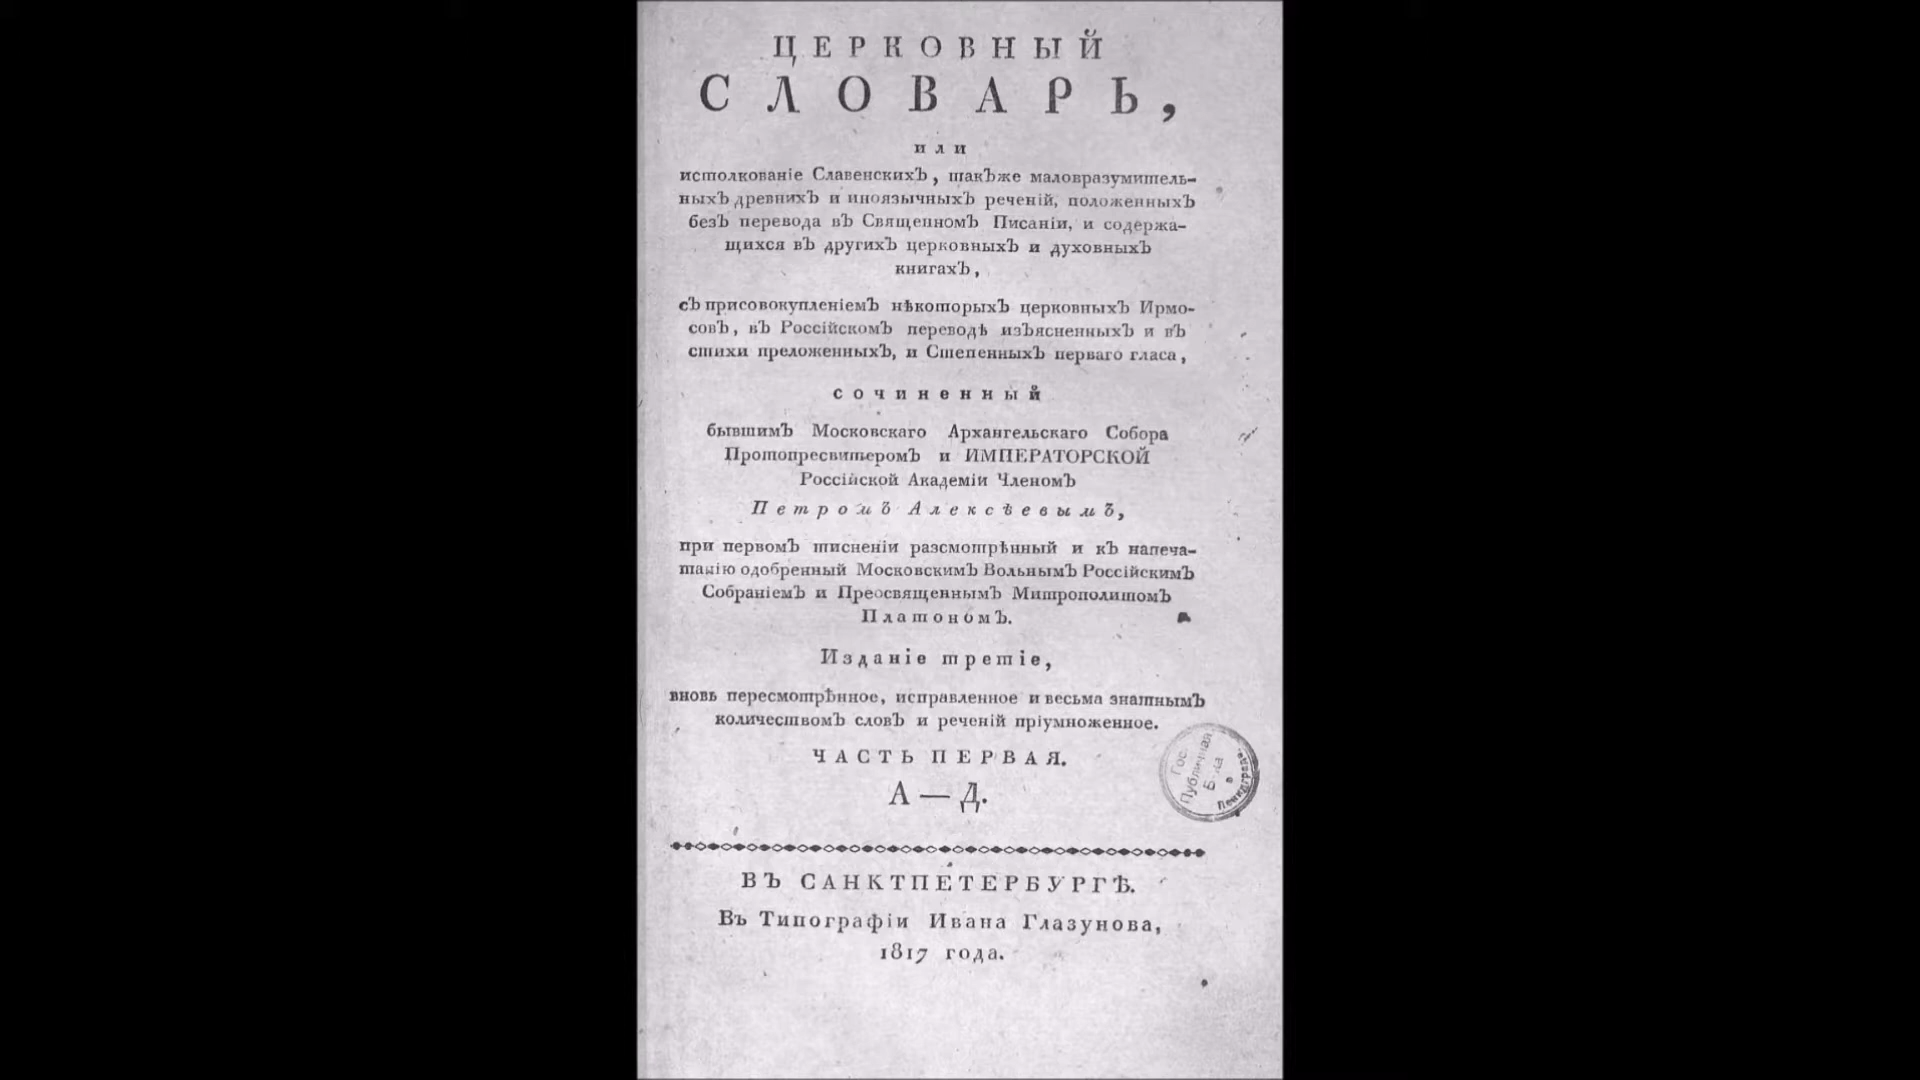 ЦЕРКОВНЫЙ
СЛОВАРЬ,
или
истолкованіе СлавенскихЪ, такЪже маловразумитель-
ныхЪ древнихЪ и иноязычныхЪ реченій, положенныхЪ
безЪ перевода вЪ СвященномЪ Писаніи, и содержа-
щихся вЪ другихЪ церковныхЪ и духовныхЪ
книгахЪ,
сЪ присовокупленіемЪ нѣкоторыхЪ церковныхЪ Ирмо-
совЪ, вЪ РоссійскомЪ переводѣ изЪясненныхЪ и вЪ
стихи преложенныхЪ, и СтепенныхЪ перваго гласа,
сочиненный
бывшимЪ Московскаго Архангельскаго Собора
ПротопресвитеромЪ и ИМПЕРАТОРСКОЙ
Россійской Академіи ЧленомЪ
ПетромЪ АлексѣевымЪ,
при первомЪ тисненіи разсмотрѣнный и кЪ напеча-
танію одобренный МосковскимЪ ВольнымЪ РоссійскимЪ
СобраніемЪ и ПреосвященнымЪ МитрополитомЪ
ПлатономЪ.
Изданіе третіе,
вновь пересмотрѣнное, исправленное и весьма знатнымЪ
количествомЪ словЪ и реченій пріумноженное.
ЧАСТЬ ПЕРВАЯ.
А — Д.
Гос.
Публичная
Б-ка
в
Ленинграде.
ВЪ САНКТПЕТЕРБУРГѢ.
Въ Типографіи Ивана Глазунова,
1817 года.